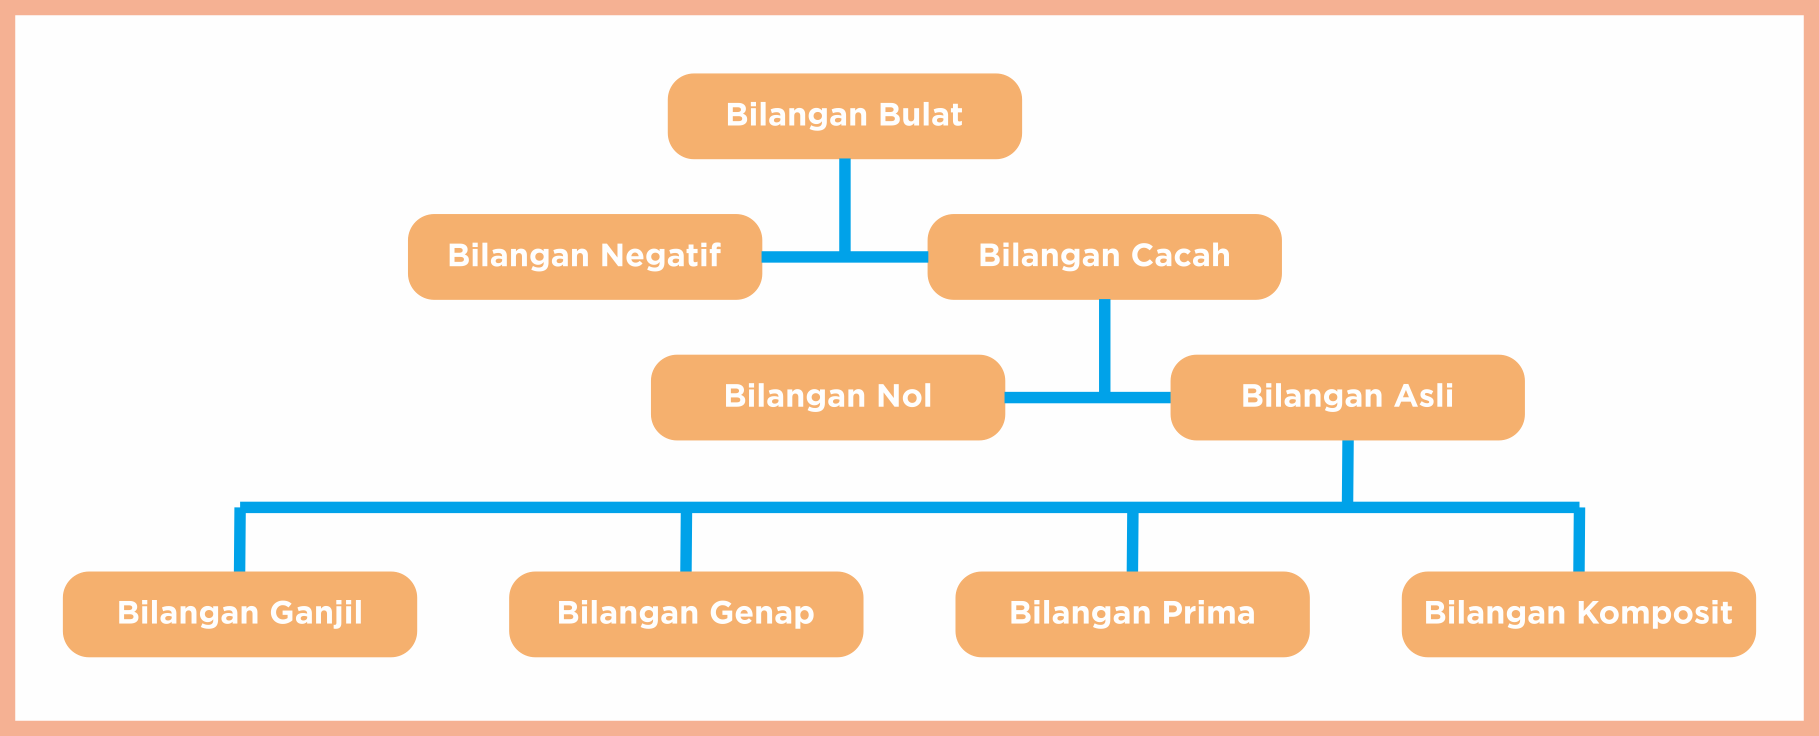 Bilangan Bulat
Bilangan Negatif
Bilangan Cacah
Bilangan Nol
Bilangan Asli
Bilangan Ganjil
Bilangan Genap
Bilangan Prima
Bilangan Komposit